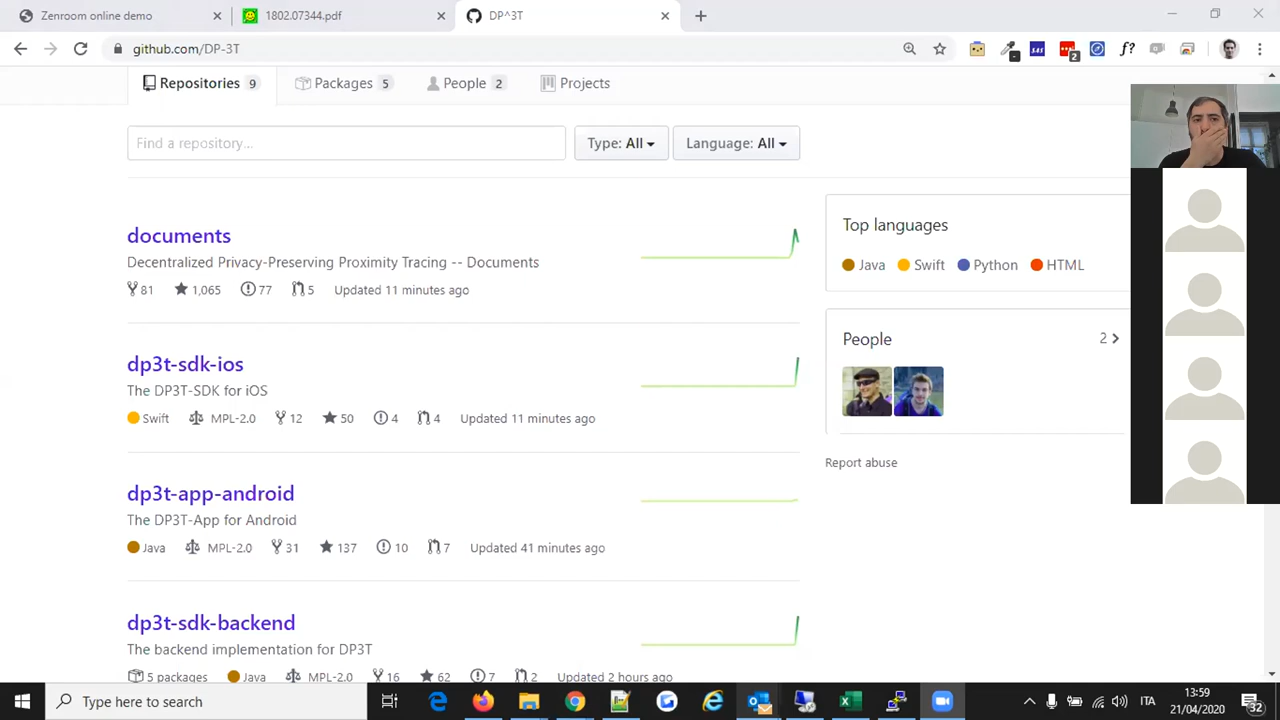 Zenroom online demo
1802.07344.pdf
DP^3T
github.com/DP-3T
2
f?
Repositories 9
Packages 5
People 2
Projects
Find a repository...
Type: All
Language: All
documents
Decentralized Privacy-Preserving Proximity Tracing -- Documents
81
1,065
77
5
Updated 11 minutes ago
Top languages
Java
Swift
Python
HTML
People
2
Report abuse
dp3t-sdk-ios
The DP3T-SDK for iOS
Swift
MPL-2.0
12
50
4
4
Updated 11 minutes ago
dp3t-app-android
The DP3T-App for Android
Java
MPL-2.0
31
137
10
7
Updated 41 minutes ago
dp3t-sdk-backend
The backend implementation for DP3T
5 packages
Java
MPL-2.0
16
62
7
2
Updated 2 hours ago
Type here to search
ITA
13:59
21/04/2020
32